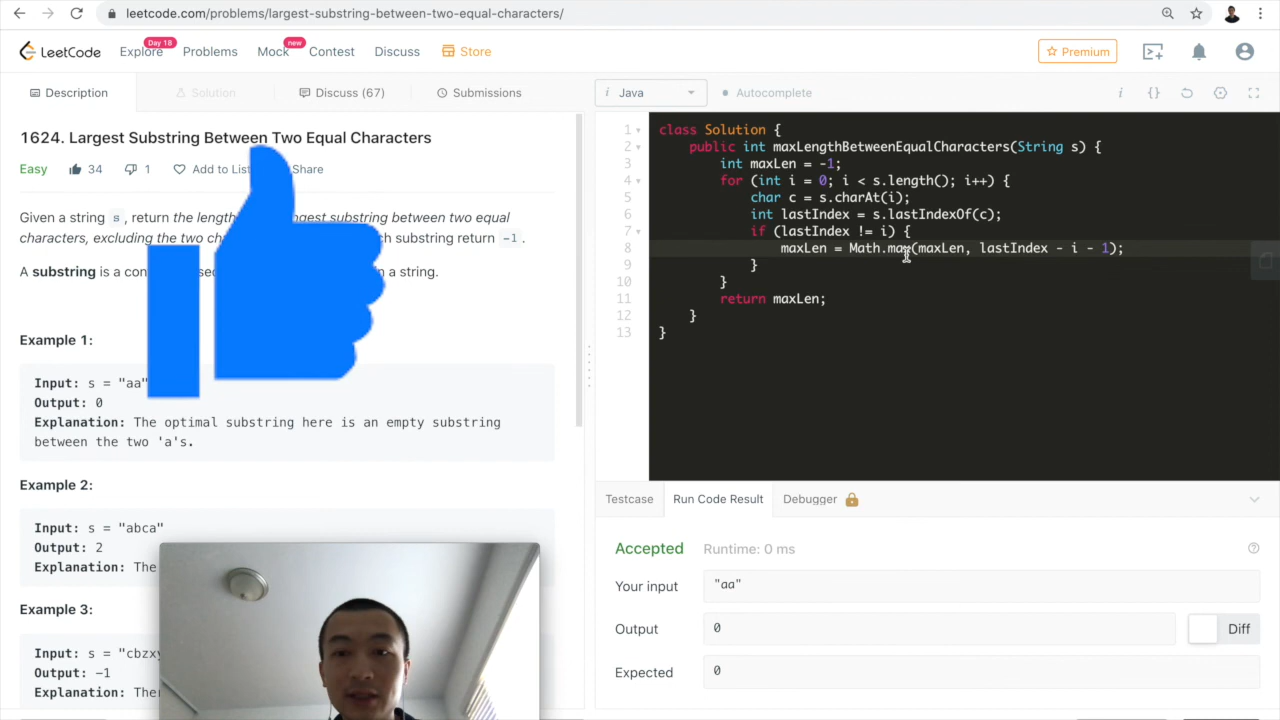 leetcode.com/problems/largest-substring-between-two-equal-characters/
LeetCode
Explore
Day 18
Problems
Mock
new
Contest
Discuss
Store
Premium
Description
Solution
Discuss (67)
Submissions
i Java
Autocomplete
1624. Largest Substring Between Two Equal Characters
Easy
34
1
Add to List
Share
Given a string s, return the length largest substring between two equal
characters, excluding the two substring return -1.
A substring is a in a string.
Example 1:
Input: s = "aa"
Output: 0
Explanation: The optimal substring here is an empty substring
between the two 'a's.
Example 2:
Input: s = "abca"
Output: 2
Explanation: The
Example 3:
Input: s = "cbzxy
Output: -1
Explanation:
1 class Solution {
2 public int maxLengthBetweenEqualCharacters(String s) {
3 int maxLen = -1;
4 for (int i = 0; i < s.length(); i++) {
5 char c = s.charAt(i);
6 int lastIndex = s.lastIndexOf(c);
7 if (lastIndex != i) {
8 maxLen = Math.max(maxLen, lastIndex - i - 1);
9 }
10 }
11 return maxLen;
12 }
13 }
Testcase
Run Code Result
Debugger
Accepted
Runtime: 0 ms
Your input
"aa"
Output
0
Diff
Expected
0